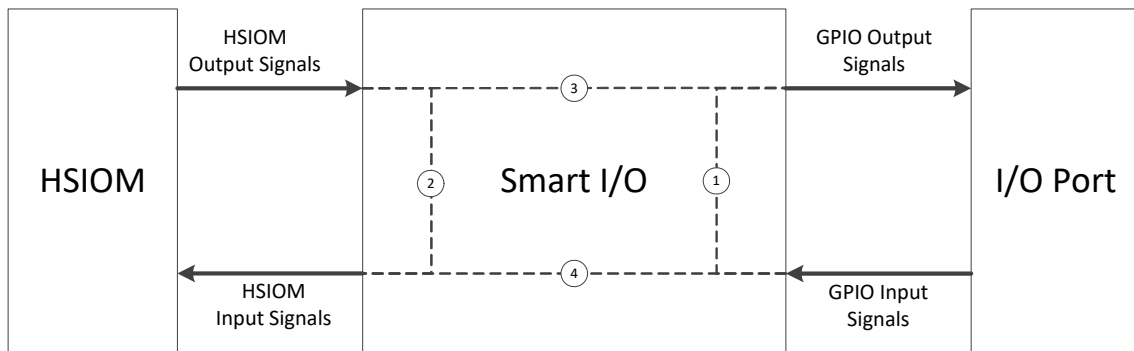 HSIOM
Output Signals
GPIO Output
Signals
3
HSIOM
2
Smart I/O
1
I/O Port
4
HSIOM
Input Signals
GPIO Input
Signals